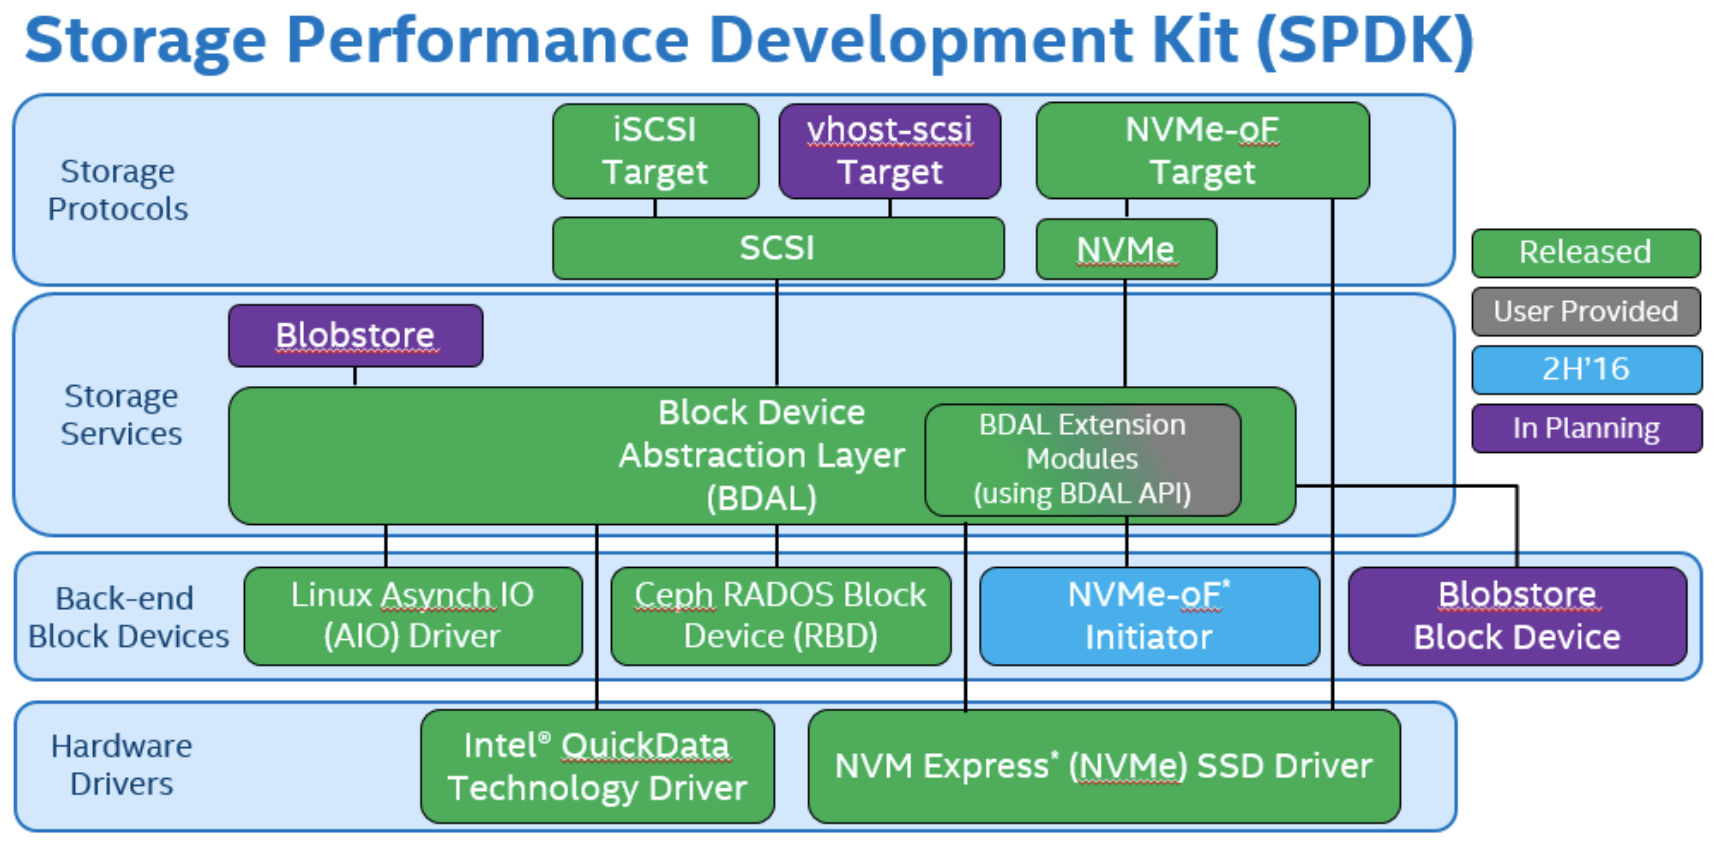 Storage Performance Development Kit (SPDK)
Storage
Protocols
iSCSI
Target
vhost-scsi
Target
NVMe-oF
Target
SCSI
NVMe
Released
User Provided
2H'16
In Planning
Storage
Services
Blobstore
Block Device
Abstraction Layer
(BDAL)
BDAL Extension
Modules
(using BDAL API)
Back-end
Block Devices
Linux Asynch IO
(AIO) Driver
Ceph RADOS Block
Device (RBD)
NVMe-oF*
Initiator
Blobstore
Block Device
Hardware
Drivers
Intel® QuickData
Technology Driver
NVM Express* (NVMe) SSD Driver